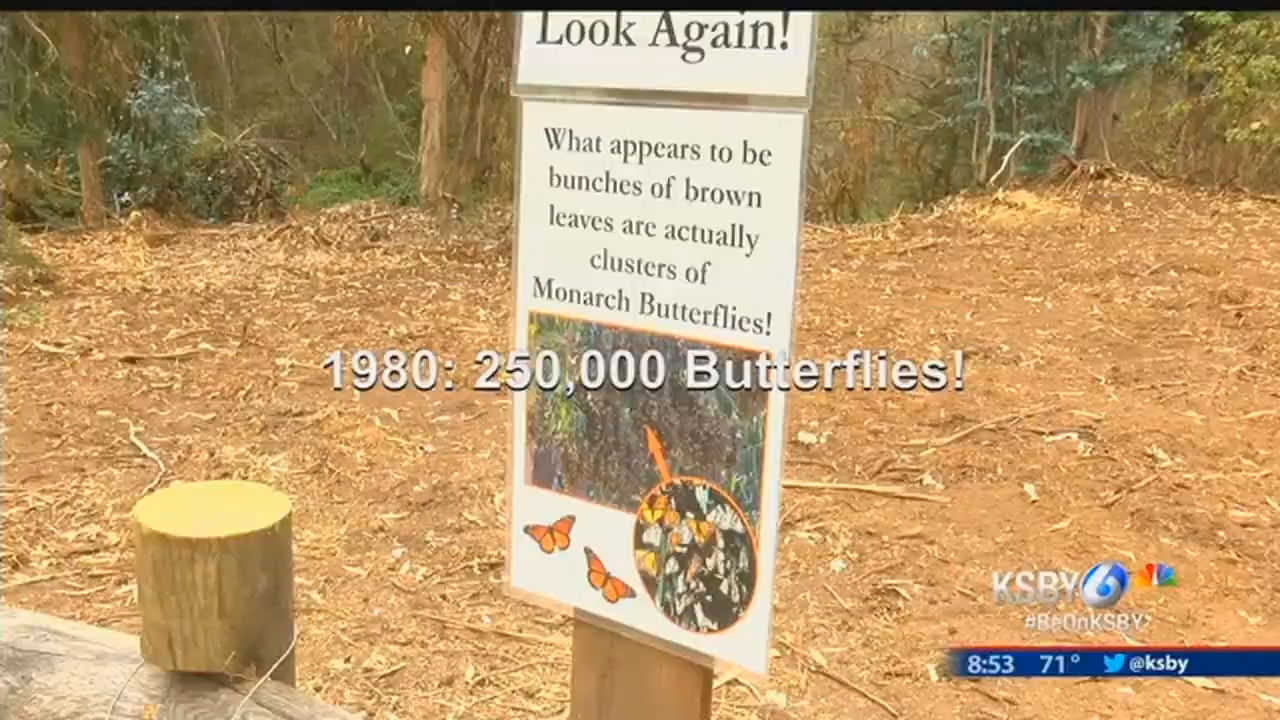 Look Again!
What appears to be
bunches of brown
leaves are actually
clusters of
Monarch Butterflies!
1980: 250,000 Butterflies!
KSBY 6
#BeOnKSBY
8:53 71° @ksby